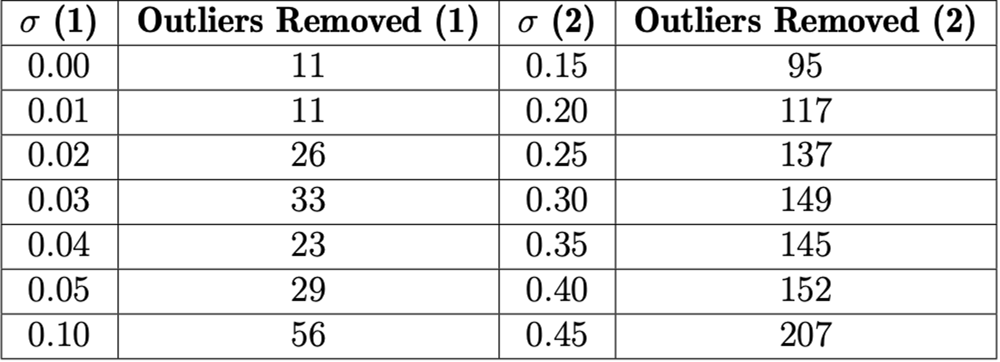 σ (1) Outliers Removed (1) σ (2) Outliers Removed (2)
0.00 11 0.15 95
0.01 11 0.20 117
0.02 26 0.25 137
0.03 33 0.30 149
0.04 23 0.35 145
0.05 29 0.40 152
0.10 56 0.45 207